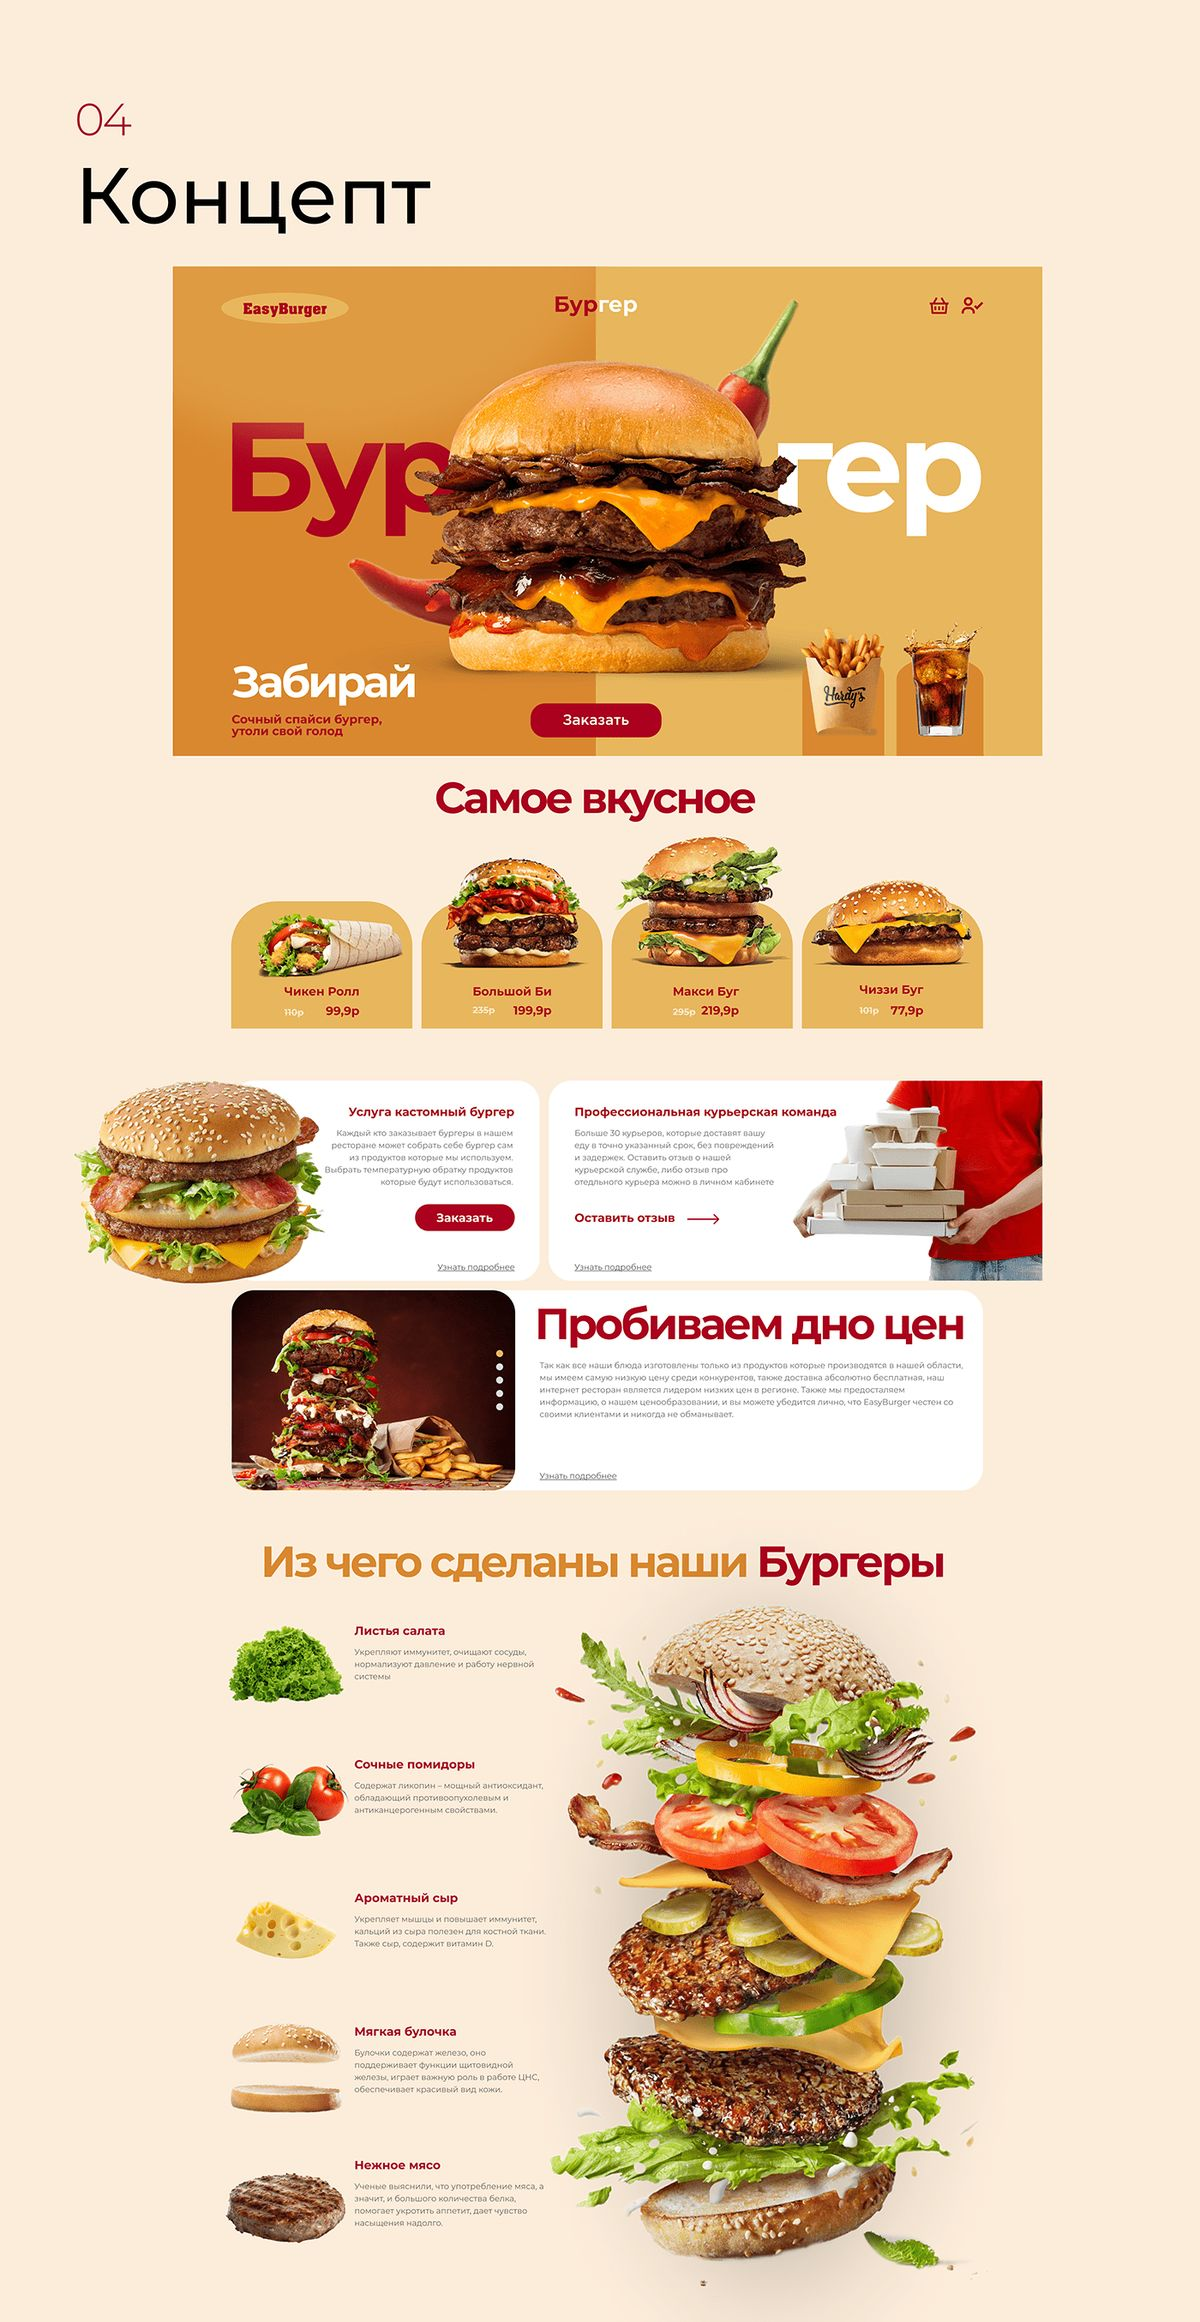 04
Концепт
EasyBurger
Бургер
Бур гер
Hardy's
Забирай
Сочный спайси бургер,
утоли свой голод
Заказать
Самое вкусное
Чикен Ролл
110р 99,9р
Большой Би
235р 199,9р
Макси Буг
295р 219,9р
Чиззи Буг
101р 77,9р
Услуга кастомный бургер
Каждый кто заказывает бургеры в нашем
ресторане может собрать себе бургер сам
из продуктов которые мы используем.
Выбрать температурную обратку продуктов
которые будут использоваться.
Заказать
Узнать подробнее
Профессиональная курьерская команда
Больше 30 курьеров, которые доставят вашу
еду в точно указанный срок, без повреждений
и задержек. Оставить отзыв о нашей
курьерской службе, либо отзыв про
отедльного курьера можно в личном кабинете
Оставить отзыв
Узнать подробнее
Пробиваем дно цен
Так как все наши блюда изготовлены только из продуктов которые производятся в нашей области,
мы имеем самую низкую цену среди конкурентов, также доставка абсолютно бесплатная, наш
интернет ресторан является лидером низких цен в регионе. Также мы предостапяем
информацию, о нашем ценообразовании, и вы можете убедится лично, что EasyBurger честен со
своими клиентами и никогда не обманывает.
Узнать подробнее
Из чего сделаны наши Бургеры
Листья салата
Укрепляют иммунитет, очищают сосуды,
нормализуют давление и работу нервной
системы
Сочные помидоры
Содержат ликопин – мощный антиоксидант,
обладающий противоопухолевым и
антиканцерогенным свойствами.
Ароматный сыр
Укрепляет мышцы и повышает иммунитет,
кальций из сыра полезен для костной ткани.
Также сыр, содержит витамин D.
Мягкая булочка
Булочки содержат железо, оно
поддерживает функции щитовидной
железы, играет важную роль в работе ЦНС,
обеспечивает красивый вид кожи.
Нежное мясо
Ученые выяснили, что употребление мяса, а
значит, и большого количества белка,
помогает укротить аппетит, дает чувство
насыщения надолго.